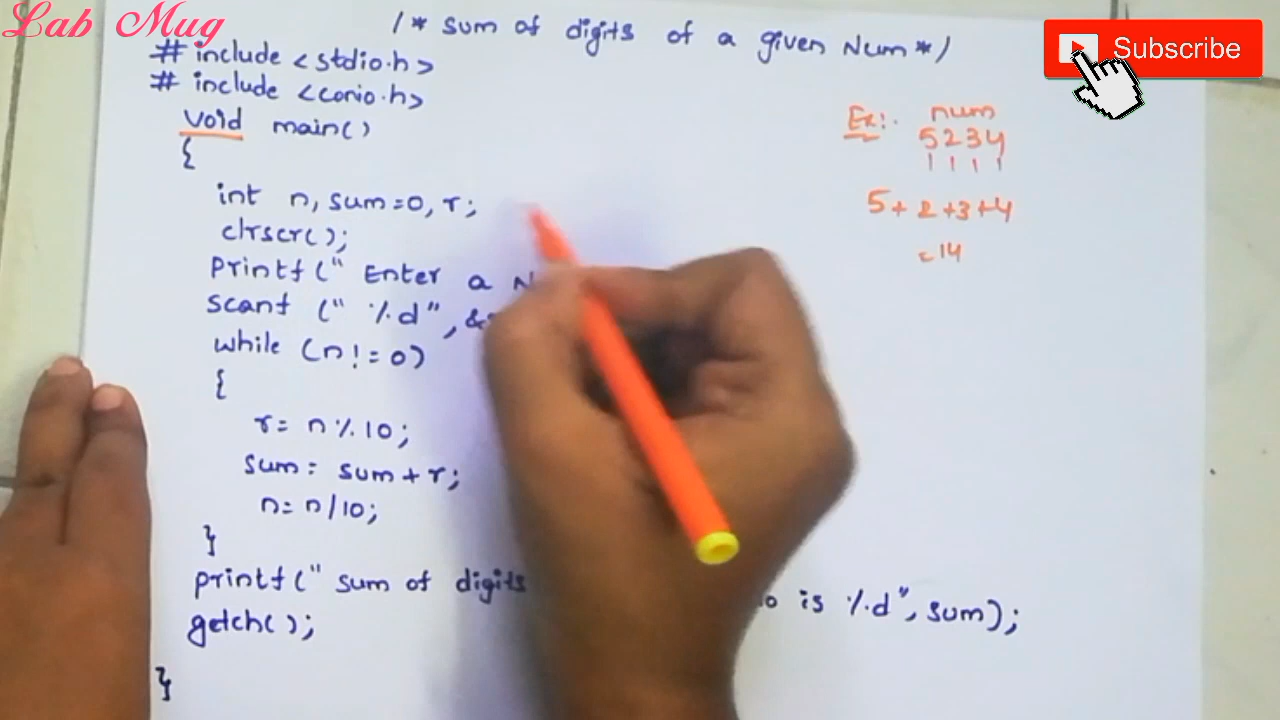 Lab Mug
/* sum of digits of a given Num */
Subscribe
# include <stdio.h>
# include <conio.h>
void main()
{
int n, sum=0, r;
clrscr();
printf(" Enter a
scanf (" %d", &
while (n!=0)
{
r= n%10;
sum= sum+r;
n= n/10;
}
printf(" sum of digits is %d", sum);
getch();
}
Ex:. num
5234
5+2+3+4
=14